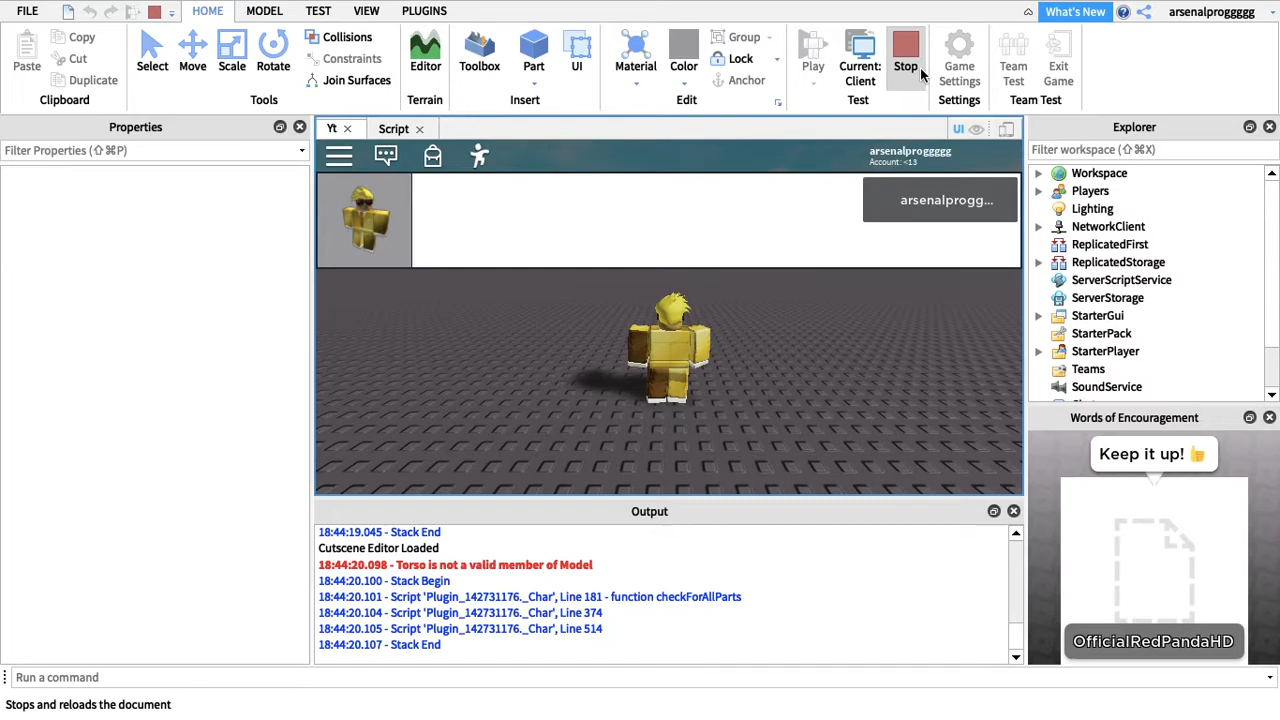 FILE HOME MODEL TEST VIEW PLUGINS What's New arsenalproggggg
Paste Copy Cut Duplicate Clipboard
Select Move Scale Rotate Collisions Constraints Join Surfaces Tools
Editor Terrain
Toolbox Part UI Insert
Material Color Group Lock Anchor Edit
Play Current: Client Stop Test
Game Settings Settings
Team Test Exit Game Team Test
Properties
Filter Properties (⇧⌘P)
Yt Script UI
arsenalproggggg
Account: <13
arsenalprogg...
Explorer
Filter workspace (⇧⌘X)
Workspace
Players
Lighting
NetworkClient
ReplicatedFirst
ReplicatedStorage
ServerScriptService
ServerStorage
StarterGui
StarterPack
StarterPlayer
Teams
SoundService
Words of Encouragement
Keep it up! 👍
OfficialRedPandaHD
Output
18:44:19.045 - Stack End
Cutscene Editor Loaded
18:44:20.098 - Torso is not a valid member of Model
18:44:20.100 - Stack Begin
18:44:20.101 - Script 'Plugin_142731176._Char', Line 181 - function checkForAllParts
18:44:20.104 - Script 'Plugin_142731176._Char', Line 374
18:44:20.105 - Script 'Plugin_142731176._Char', Line 514
18:44:20.107 - Stack End
Run a command
Stops and reloads the document